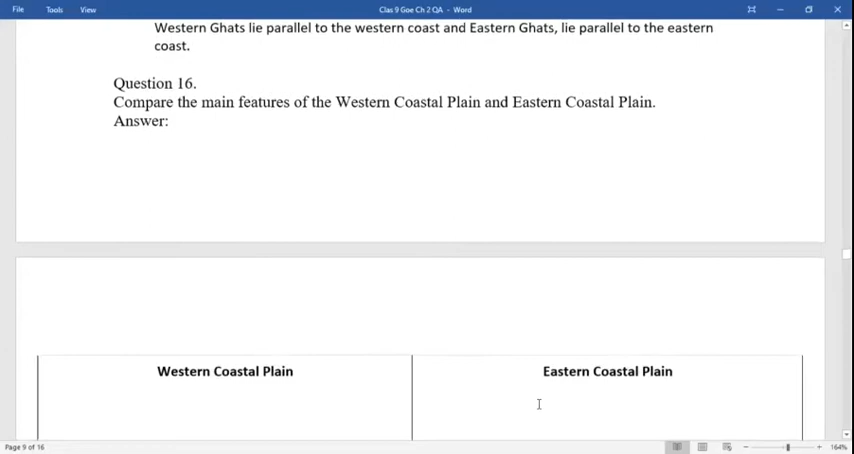 File Tools View Clas 9 Goe Ch 2 QA - Word
Western Ghats lie parallel to the western coast and Eastern Ghats, lie parallel to the eastern
coast.
Question 16.
Compare the main features of the Western Coastal Plain and Eastern Coastal Plain.
Answer:
Western Coastal Plain Eastern Coastal Plain
Page 9 of 16 164%